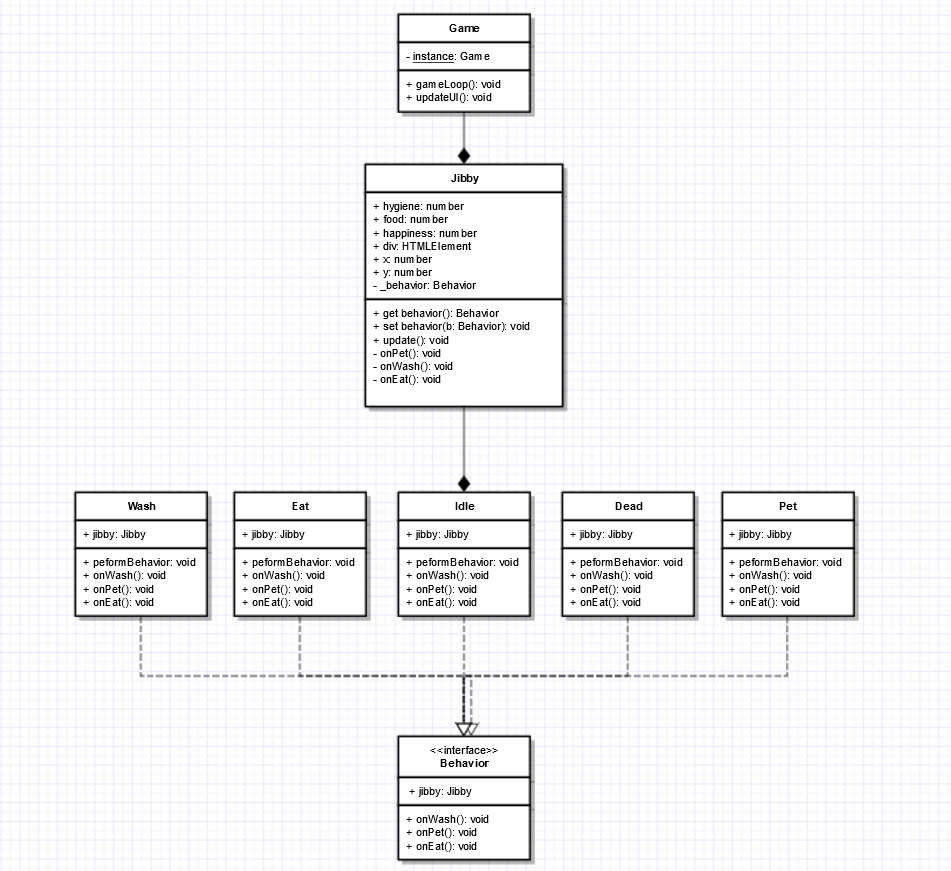 Game
- instance: Game
+ gameLoop(): void
+ updateUI(): void
Jibby
+ hygiene: number
+ food: number
+ happiness: number
+ div: HTMLElement
+ x: number
+ y: number
- _behavior: Behavior
+ get behavior(): Behavior
+ set behavior(b: Behavior): void
+ update(): void
- onPet(): void
- onWash(): void
- onEat(): void
Wash
+ jibby: Jibby
+ peformBehavior: void
+ onWash(): void
+ onPet(): void
+ onEat(): void
Eat
+ jibby: Jibby
+ peformBehavior: void
+ onWash(): void
+ onPet(): void
+ onEat(): void
Idle
+ jibby: Jibby
+ peformBehavior: void
+ onWash(): void
+ onPet(): void
+ onEat(): void
Dead
+ jibby: Jibby
+ peformBehavior: void
+ onWash(): void
+ onPet(): void
+ onEat(): void
Pet
+ jibby: Jibby
+ peformBehavior: void
+ onWash(): void
+ onPet(): void
+ onEat(): void
<<interface>>
Behavior
+ jibby: Jibby
+ onWash(): void
+ onPet(): void
+ onEat(): void